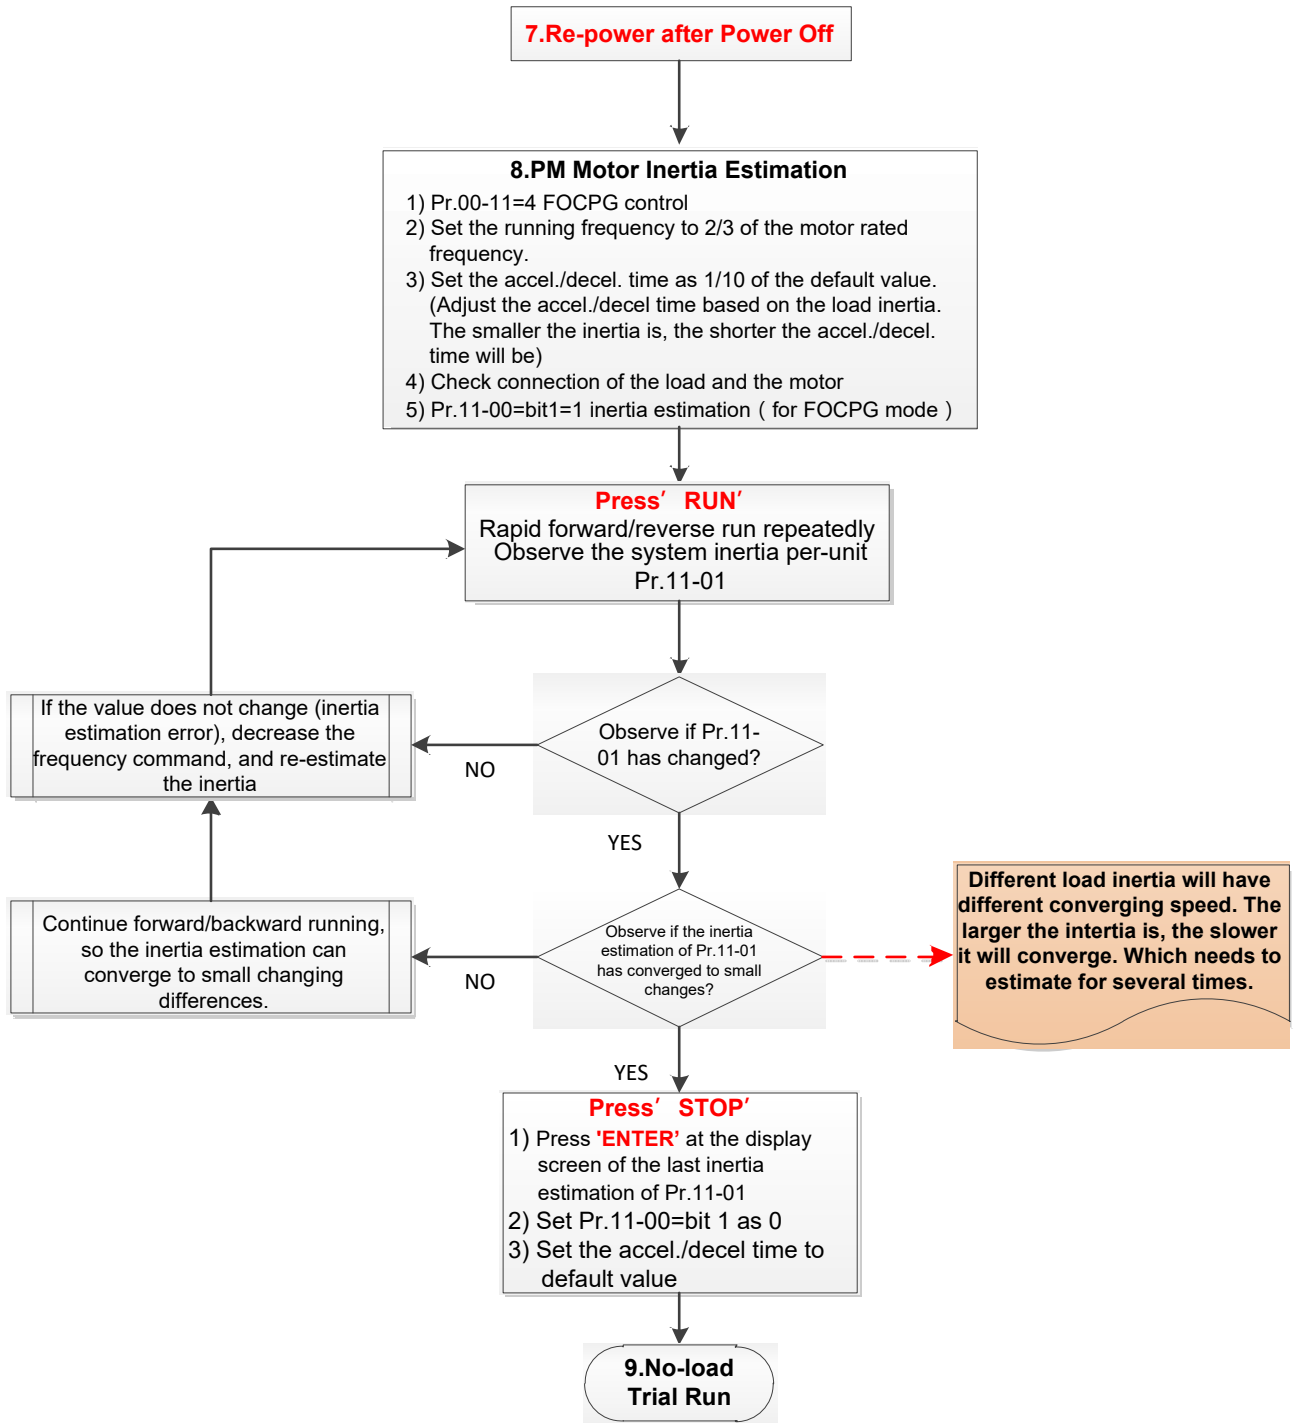 7.Re-power after Power Off
8.PM Motor Inertia Estimation
1) Pr.00-11=4 FOCPG control
2) Set the running frequency to 2/3 of the motor rated
frequency.
3) Set the accel./decel. time as 1/10 of the default value.
(Adjust the accel./decel time based on the load inertia.
The smaller the inertia is, the shorter the accel./decel.
time will be)
4) Check connection of the load and the motor
5) Pr.11-00=bit1=1 inertia estimation ( for FOCPG mode )
Press' RUN'
Rapid forward/reverse run repeatedly
Observe the system inertia per-unit
Pr.11-01
If the value does not change (inertia
estimation error), decrease the
frequency command, and re-estimate
the inertia
NO
Observe if Pr.11-
01 has changed?
YES
Continue forward/backward running,
so the inertia estimation can
converge to small changing
differences.
NO
Observe if the inertia
estimation of Pr.11-01
has converged to small
changes?
Different load inertia will have
different converging speed. The
larger the intertia is, the slower
it will converge. Which needs to
estimate for several times.
YES
Press' STOP'
1) Press 'ENTER' at the display
screen of the last inertia
estimation of Pr.11-01
2) Set Pr.11-00=bit 1 as 0
3) Set the accel./decel time to
default value
9.No-load
Trial Run